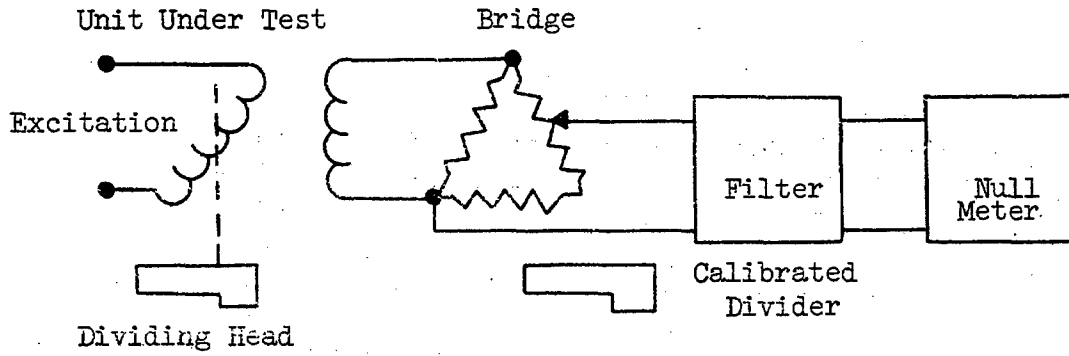 Unit Under Test
Bridge
Excitation
Filter
Null
Meter
Calibrated
Divider
Dividing Head